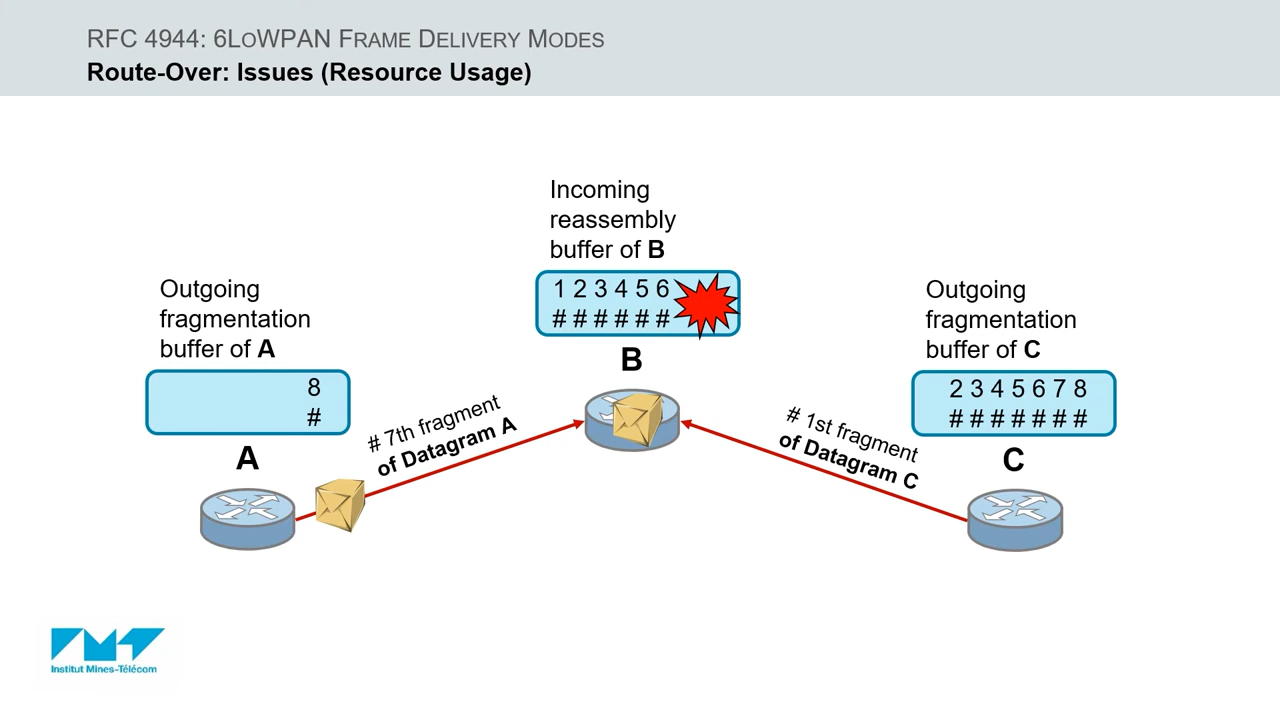 RFC 4944: 6LoWPAN Frame Delivery Modes
Route-Over: Issues (Resource Usage)
Incoming
reassembly
buffer of B
1 2 3 4 5 6
# # # # # #
B
Outgoing
fragmentation
buffer of A
8
#
A
# 7th fragment
of Datagram A
# 1st fragment
of Datagram C
Outgoing
fragmentation
buffer of C
2 3 4 5 6 7 8
# # # # # # #
C
Institut Mines-Télécom